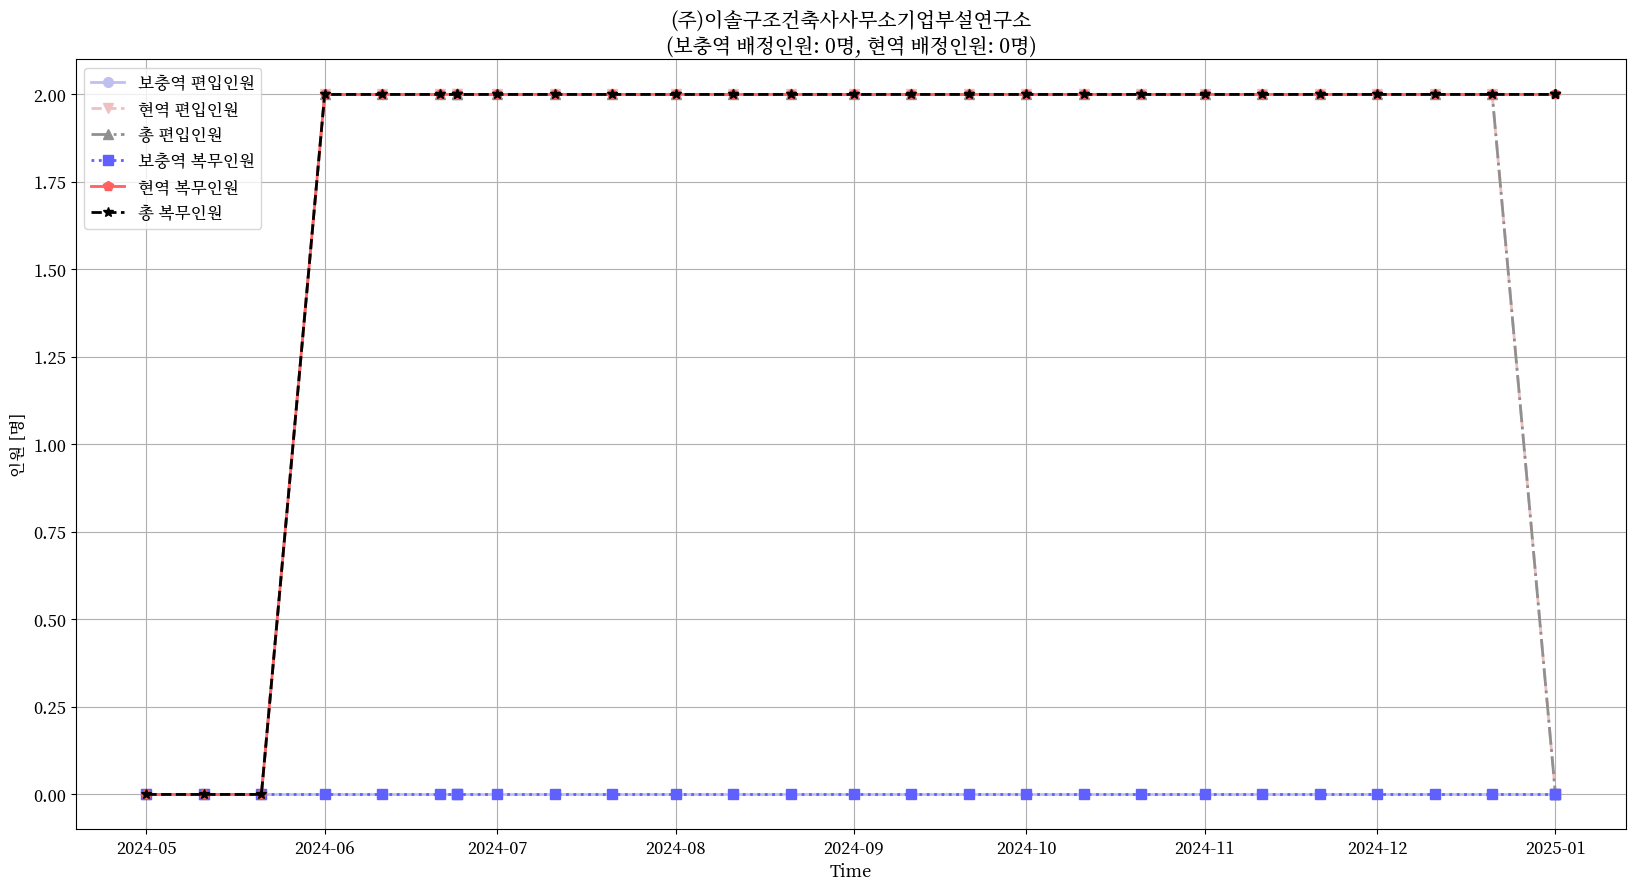 (주)이솔구조건축사사무소기업부설연구소
(보충역 배정인원: 0명, 현역 배정인원: 0명)
보충역 편입인원
현역 편입인원
총 편입인원
보충역 복무인원
현역 복무인원
총 복무인원
2.00
1.75
1.50
1.25
1.00
0.75
0.50
0.25
0.00
인원 [명]
2024-05 2024-06 2024-07 2024-08 2024-09 2024-10 2024-11 2024-12 2025-01
Time